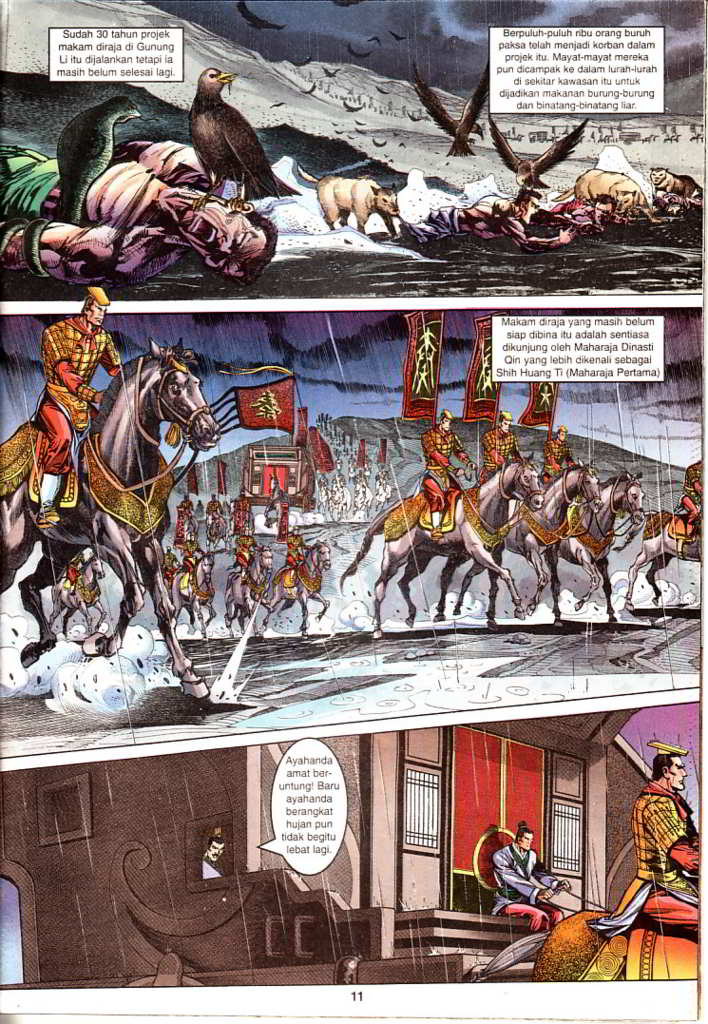 Sudah 30 tahun projek
makam diraja di Gunung
Li itu dijalankan tetapi ia
masih belum selesai lagi.
Berpuluh-puluh ribu orang buruh
paksa telah menjadi korban dalam
projek itu. Mayat-mayat mereka
pun dicampak ke dalam lurah-lurah
di sekitar kawasan itu untuk
dijadikan makanan burung-burung
dan binatang-binatang liar.
Makam diraja yang masih belum
siap dibina itu adalah sentiasa
dikunjung oleh Maharaja Dinasti
Qin yang lebih dikenali sebagai
Shih Huang Ti (Maharaja Pertama)
Ayahanda
amat ber-
untung! Baru
ayahanda
berangkat
hujan pun
tidak begitu
lebat lagi.
11